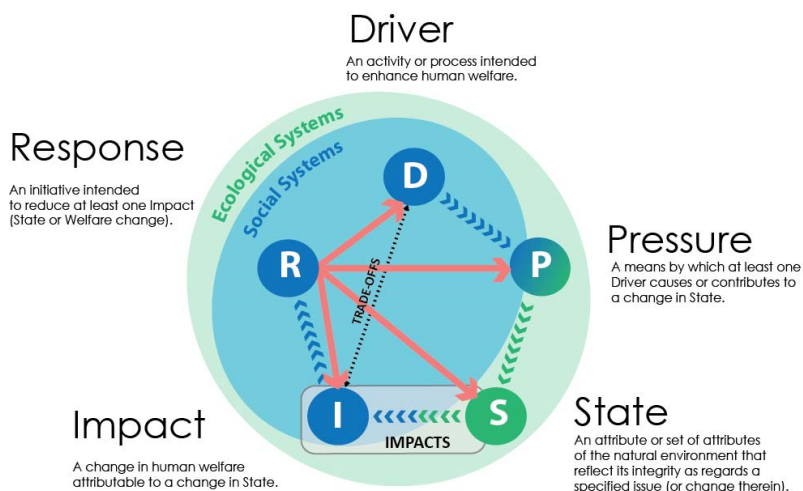 Driver
An activity or process intended
to enhance human welfare.
Response
An initiative intended
to reduce at least one Impact
(State or Welfare change).
Ecological Systems
Social Systems
D
R
P
TRADE-OFFS
Pressure
A means by which at least one
Driver causes or contributes to
a change in State.
I
S
IMPACTS
Impact
A change in human welfare
attributable to a change in State.
State
An attribute or set of attributes
of the natural environment that
reflect its integrity as regards a
specified issue (or change therein).